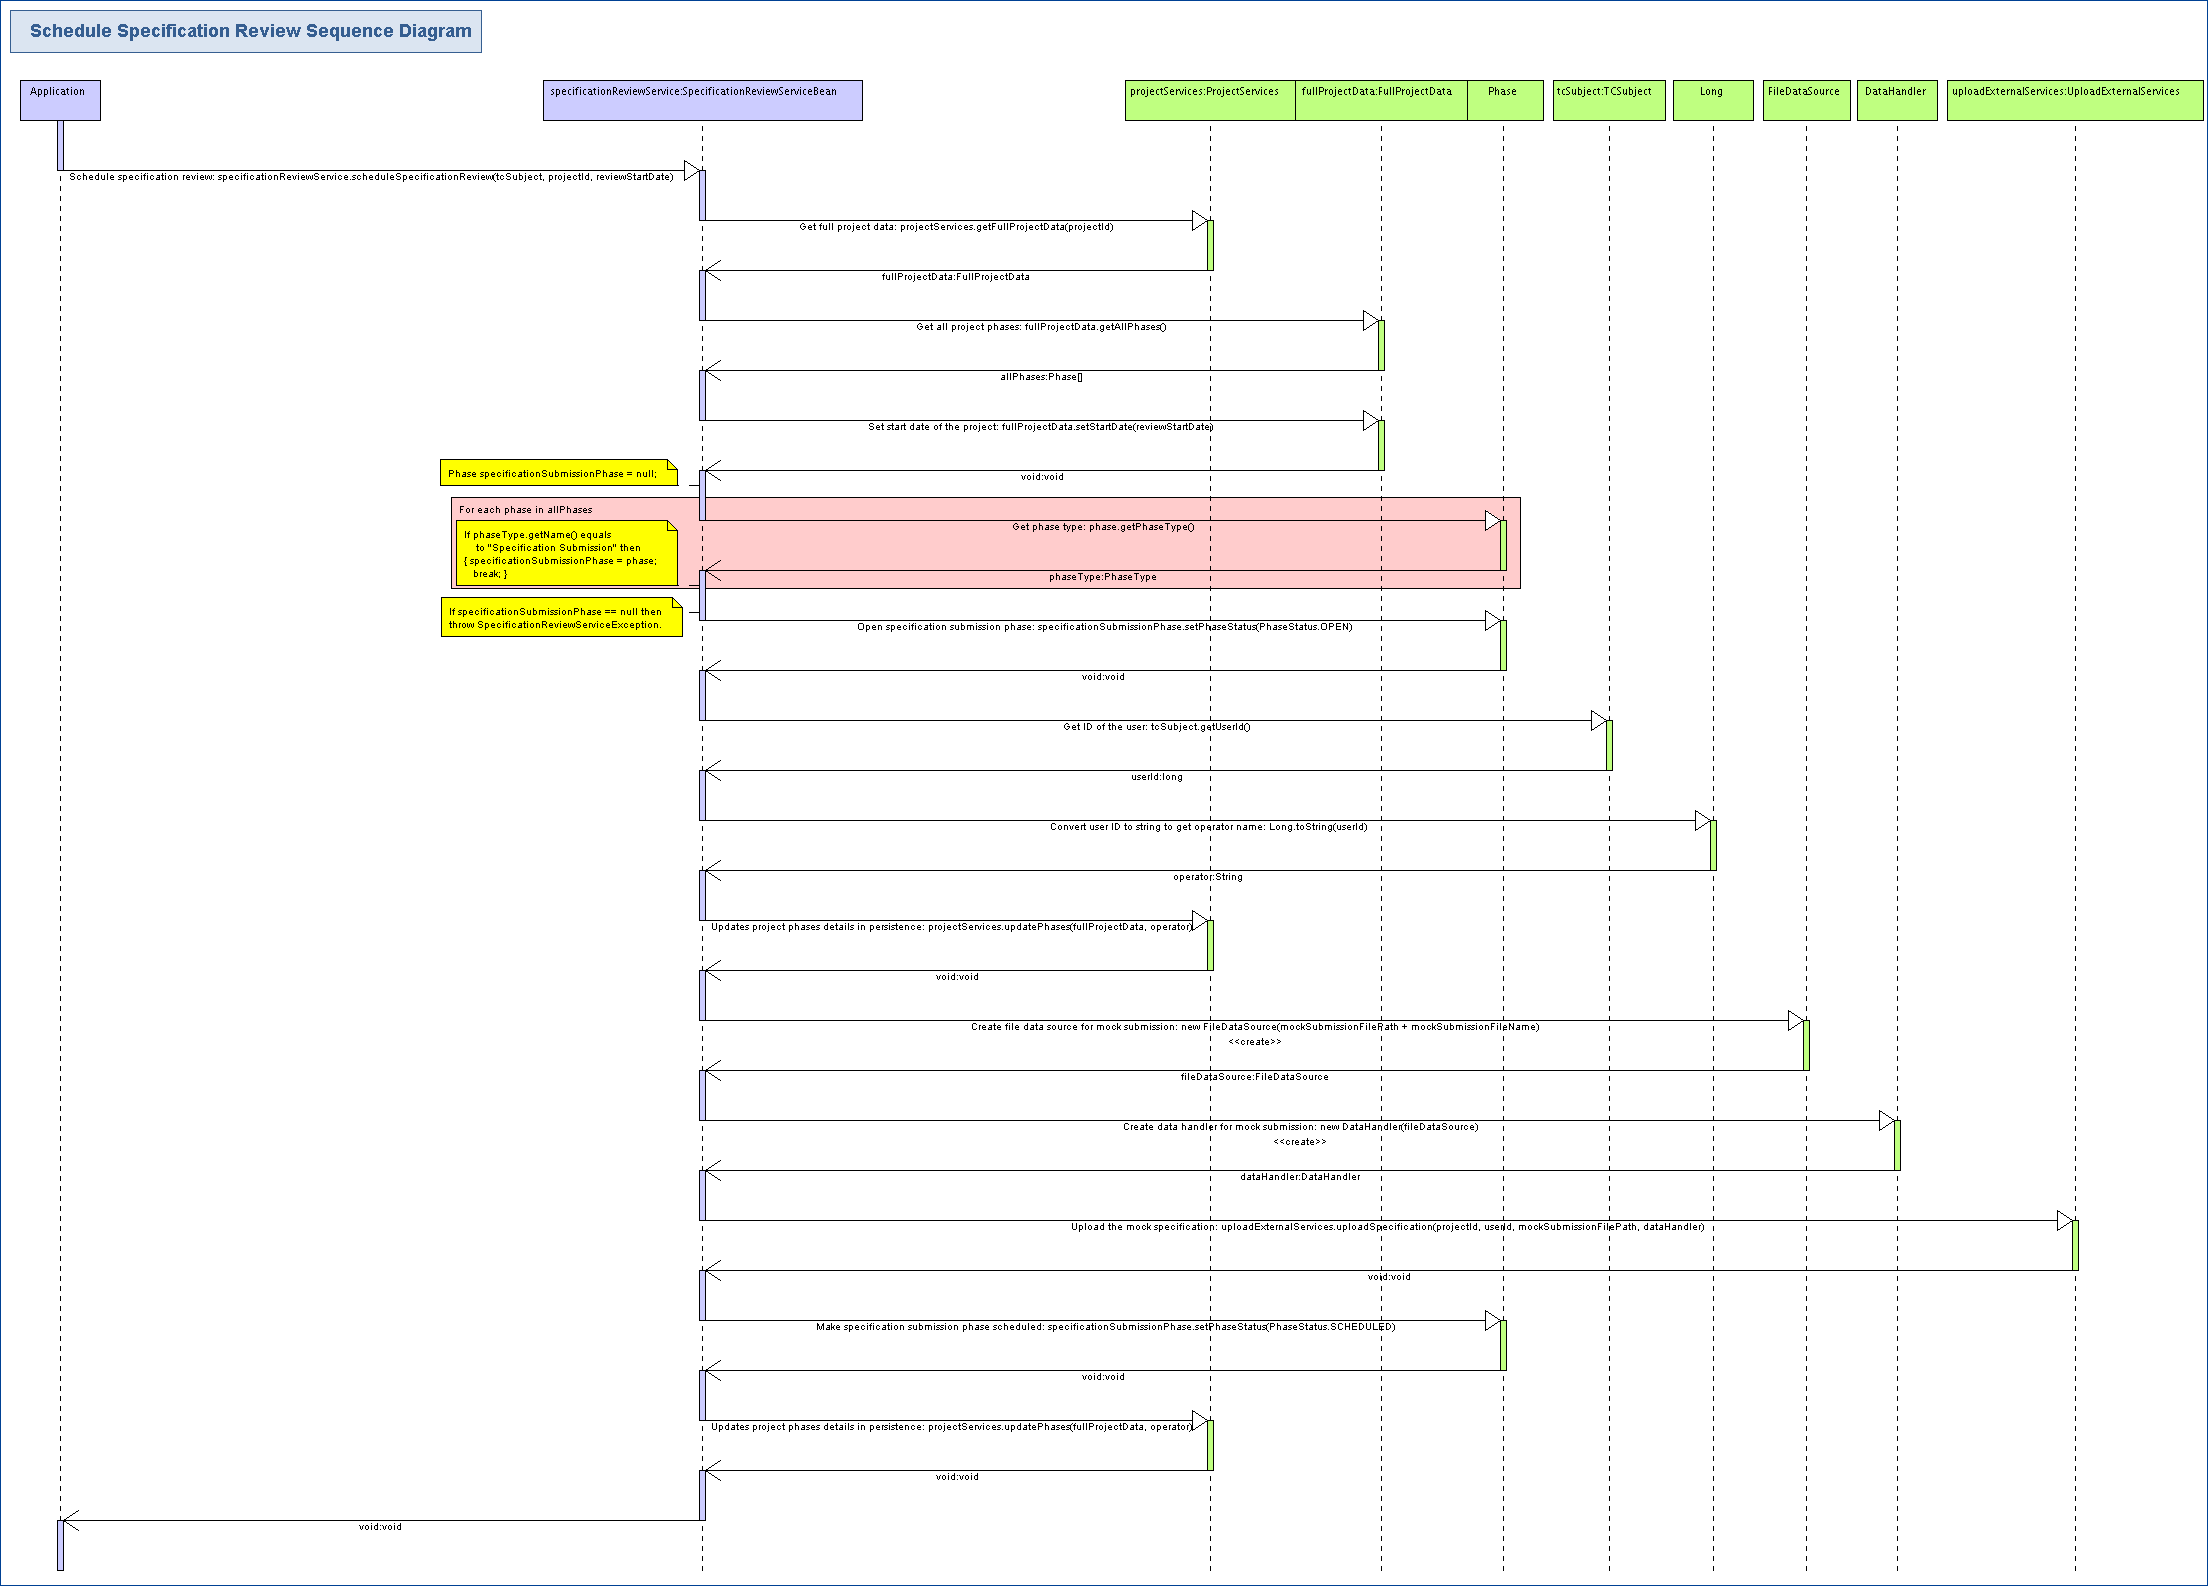 Schedule Specification Review Sequence Diagram
Application
specificationReviewService:SpecificationReviewServiceBean
projectServices:ProjectServices
fullProjectData:FullProjectData
Phase
tcSubject:TCSubject
Long
FileDataSource
DataHandler
uploadExternalServices:UploadExternalServices
Schedule specification review: specificationReviewService.scheduleSpecificationReview(tcSubject, projectId, reviewStartDate)
Get full project data: projectServices.getFullProjectData(projectId)
fullProjectData:FullProjectData
Get all project phases: fullProjectData.getAllPhases()
allPhases:Phase[]
Set start date of the project: fullProjectData.setStartDate(reviewStartDate)
Phase specificationSubmissionPhase = null;
void:void
For each phase in allPhases
Get phase type: phase.getPhaseType()
If phaseType.getName() equals
to "Specification Submission" then
{ specificationSubmissionPhase = phase;
break; }
phaseType:PhaseType
If specificationSubmissionPhase == null then
throw SpecificationReviewServiceException.
Open specification submission phase: specificationSubmissionPhase.setPhaseStatus(PhaseStatus.OPEN)
void:void
Get ID of the user: tcSubject.getUserId()
userId:long
Convert user ID to string to get operator name: Long.toString(userId)
operator:String
Updates project phases details in persistence: projectServices.updatePhases(fullProjectData, operator)
void:void
Create file data source for mock submission: new FileDataSource(mockSubmissionFilePath + mockSubmissionFileName)
<<create>>
fileDataSource:FileDataSource
Create data handler for mock submission: new DataHandler(fileDataSource)
<<create>>
dataHandler:DataHandler
Upload the mock specification: uploadExternalServices.uploadSpecification(projectId, userId, mockSubmissionFilePath, dataHandler)
void:void
Make specification submission phase scheduled: specificationSubmissionPhase.setPhaseStatus(PhaseStatus.SCHEDULED)
void:void
Updates project phases details in persistence: projectServices.updatePhases(fullProjectData, operator)
void:void
void:void